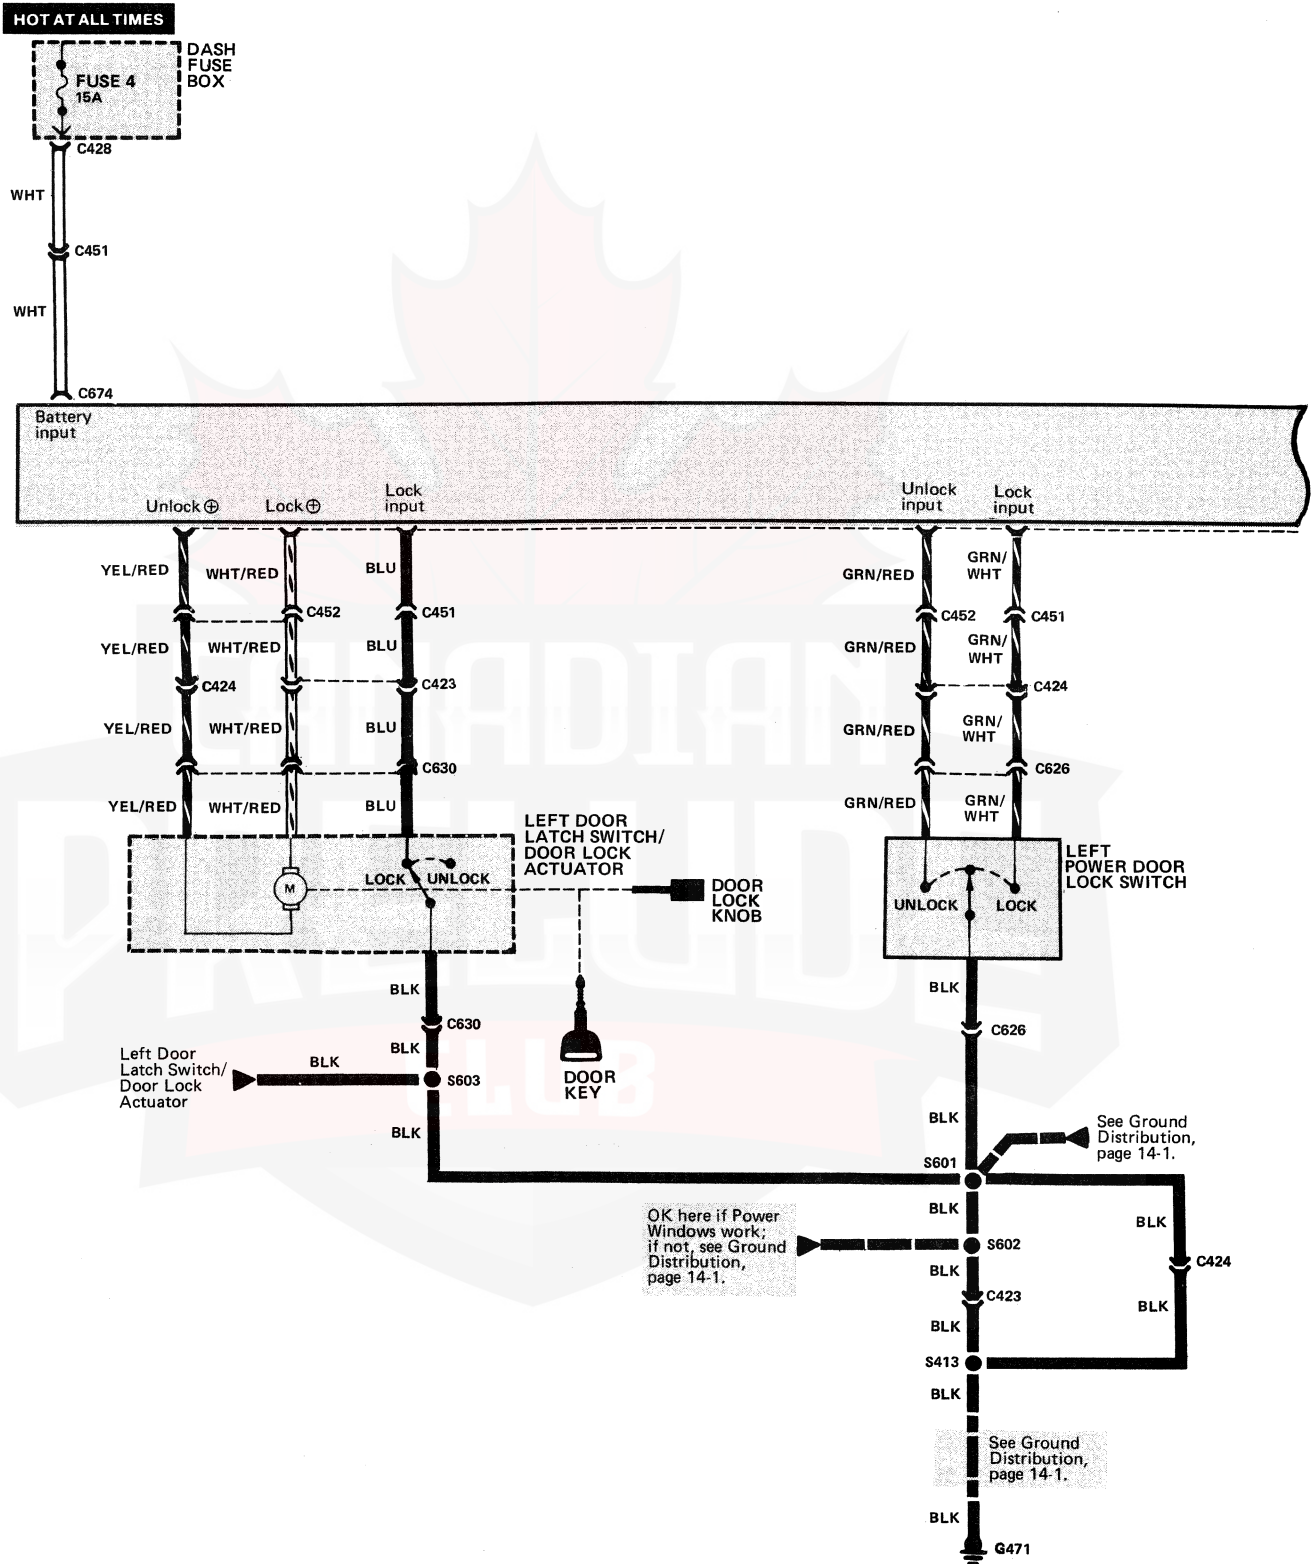 HOT AT ALL TIMES
DASH
FUSE
BOX
FUSE 4
15A
C428
WHT
C451
WHT
C674
Battery
input
Unlock ⊕
Lock ⊕
Lock
input
Unlock
input
Lock
input
YEL/RED
WHT/RED
BLU
GRN/RED
GRN/
WHT
C452
C451
C452
C451
YEL/RED
WHT/RED
BLU
GRN/RED
GRN/
WHT
C424
C423
C424
YEL/RED
WHT/RED
BLU
GRN/RED
GRN/
WHT
C630
C626
YEL/RED
WHT/RED
BLU
GRN/RED
GRN/
WHT
LEFT DOOR
LATCH SWITCH/
DOOR LOCK
ACTUATOR
LEFT
POWER DOOR
LOCK SWITCH
M
LOCK
UNLOCK
DOOR
LOCK
KNOB
UNLOCK
LOCK
BLK
BLK
C630
C626
BLK
Left Door
Latch Switch/
Door Lock
Actuator
BLK
S603
DOOR
KEY
BLK
BLK
See Ground
Distribution,
page 14-1.
S601
BLK
BLK
OK here if Power
Windows work;
if not, see Ground
Distribution,
page 14-1.
S602
BLK
C424
C423
BLK
BLK
S413
BLK
See Ground
Distribution,
page 14-1.
BLK
G471
CANADIAN
PRELUDE
CLUB